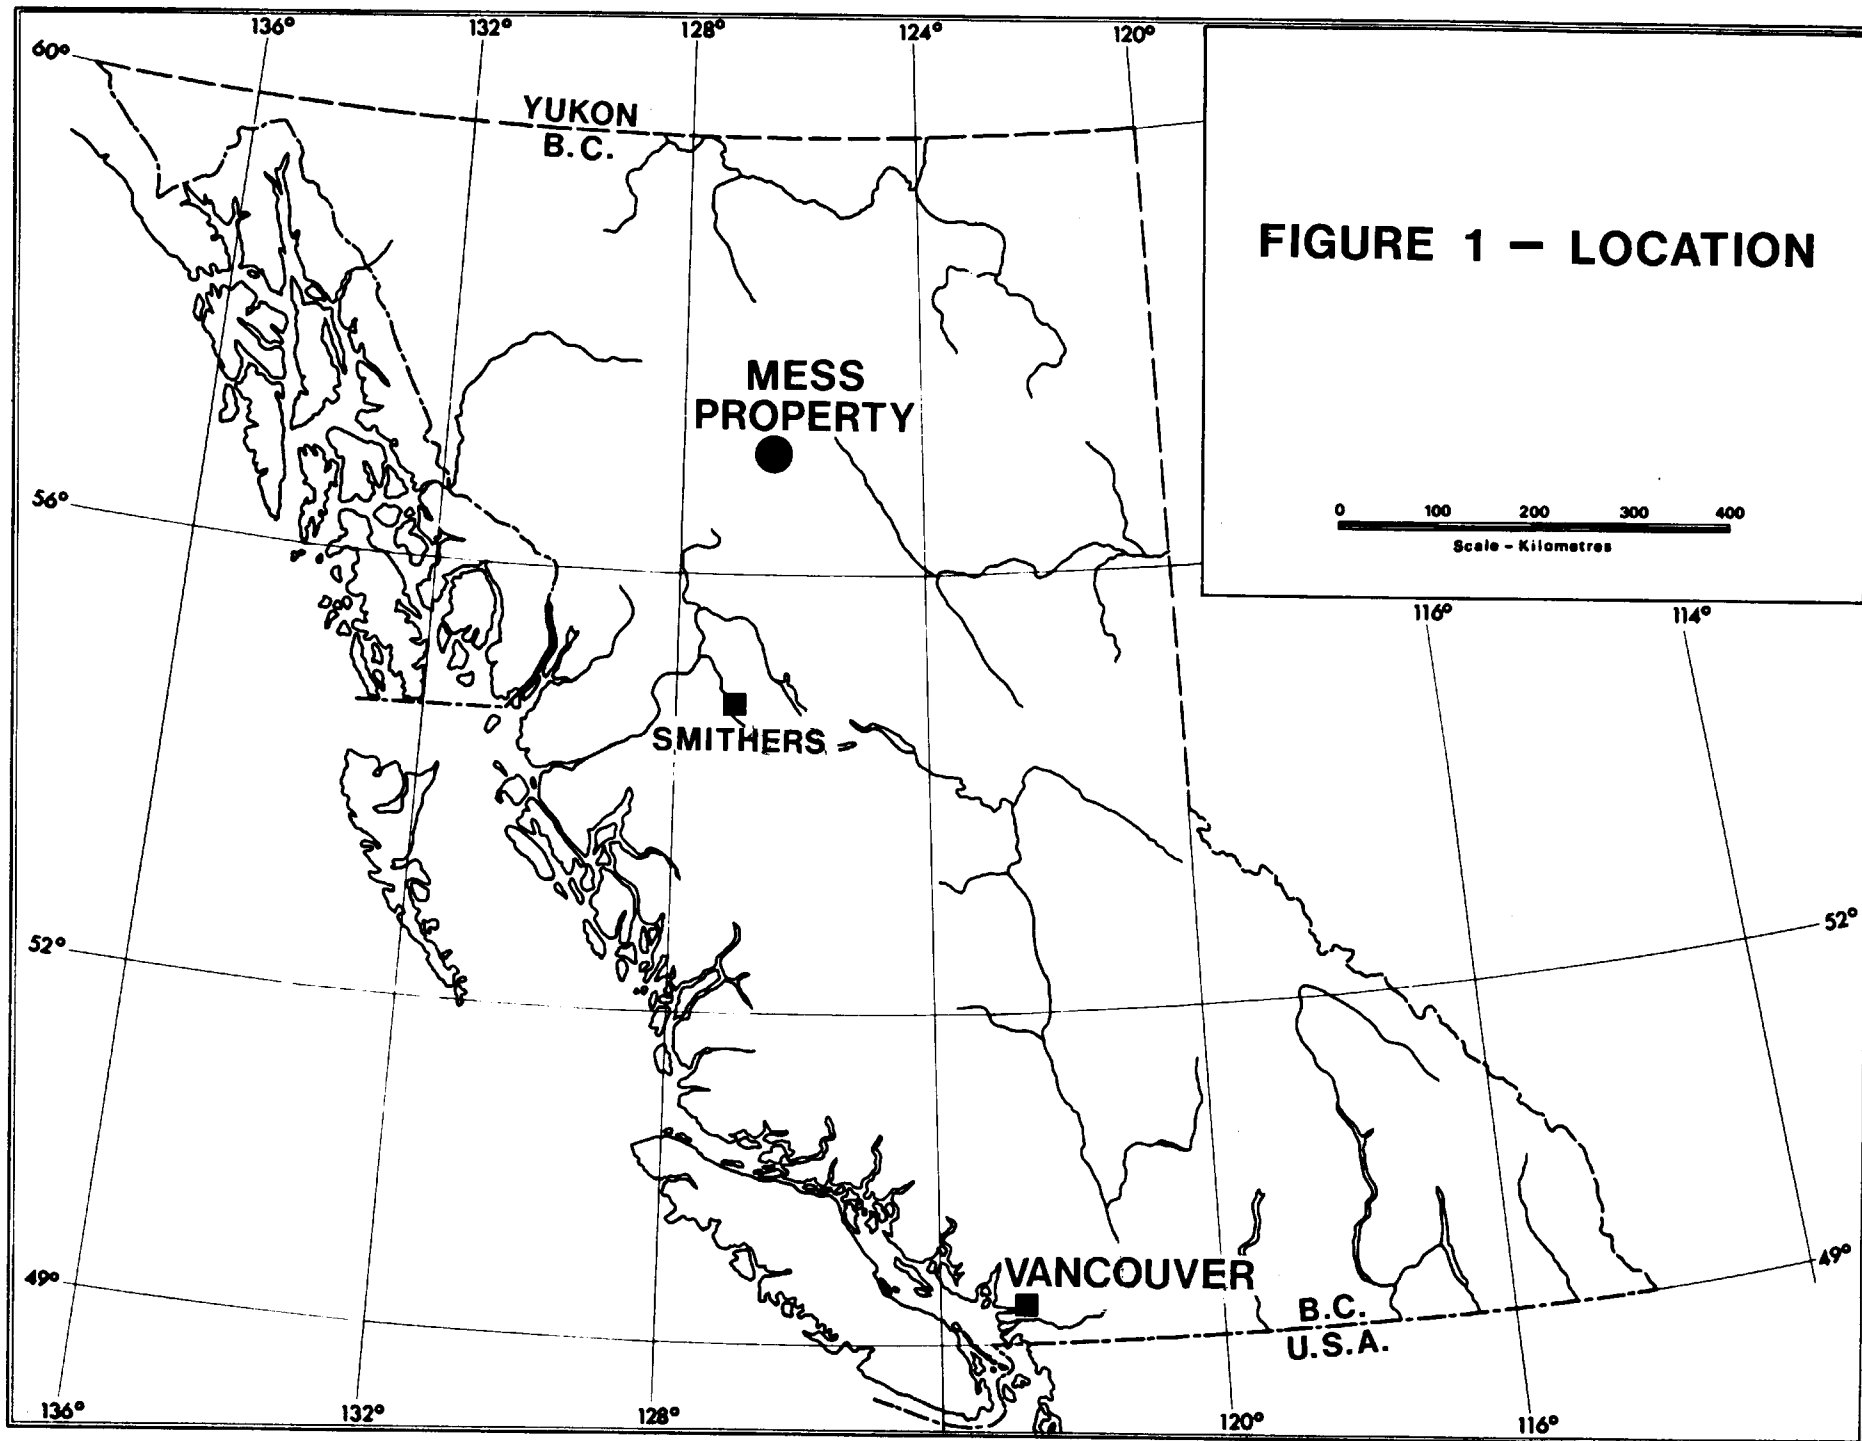 136° 132° 128° 124° 120°
60°
YUKON
B.C.
FIGURE 1 – LOCATION
MESS
PROPERTY
56°
0 100 200 300 400
Scale - Kilometres
116° 114°
SMITHERS
52° 52°
VANCOUVER
49° 49°
B.C.
U.S.A.
136° 132° 128° 120° 116°